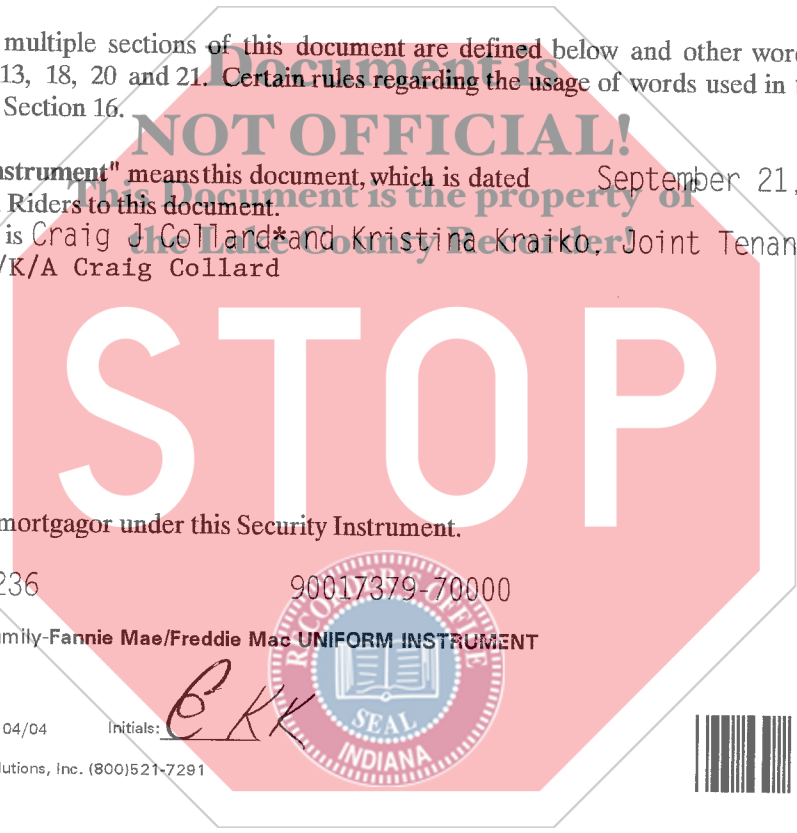 multiple sections of this document are defined below and other wor
Document is
13, 18, 20 and 21. Certain rules regarding the usage of words used in
Section 16.
NOT OFFICIAL!
nstrument" means this document, which is dated September 21,
This Document is the property of
Riders to this document.
the Lake County Recorder!
is Craig J Collard*and Kristina Kraiko, Joint Tenan
/K/A Craig Collard
STOP
mortgagor under this Security Instrument.
236 90017379-70000
RECORDER'S OFFICE
mily-Fannie Mae/Freddie Mac UNIFORM INSTRUMENT
04/04 Initials: C KK
SEAL
INDIANA
lutions, Inc. (800)521-7291